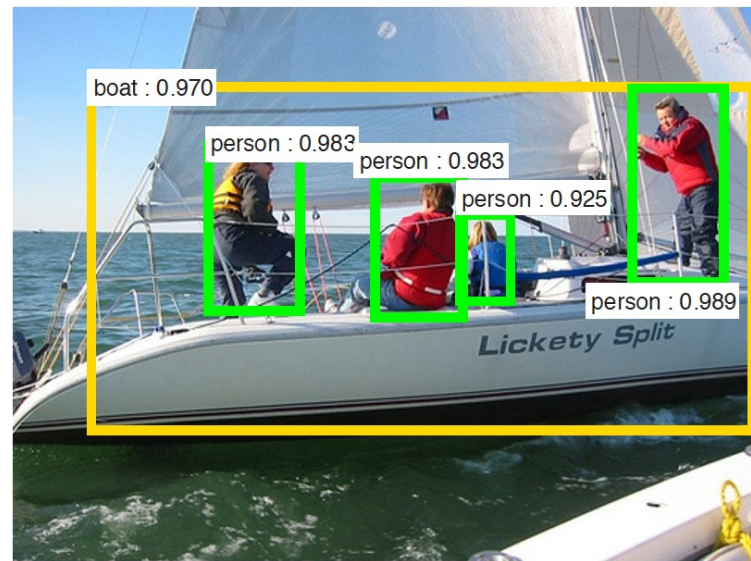 boat : 0.970
person : 0.983
person : 0.983
person : 0.925
person : 0.989
Lickety Split